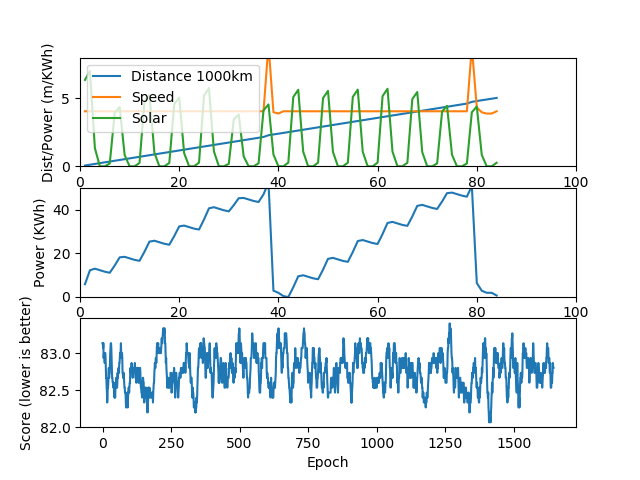 Dist/Power (m/KWh)
5
0
Distance 1000km
Speed
Solar
0 20 40 60 80 100
Power (KWh)
40
20
0
0 20 40 60 80 100
Score (lower is better)
83.0
82.5
82.0
0 250 500 750 1000 1250 1500
Epoch